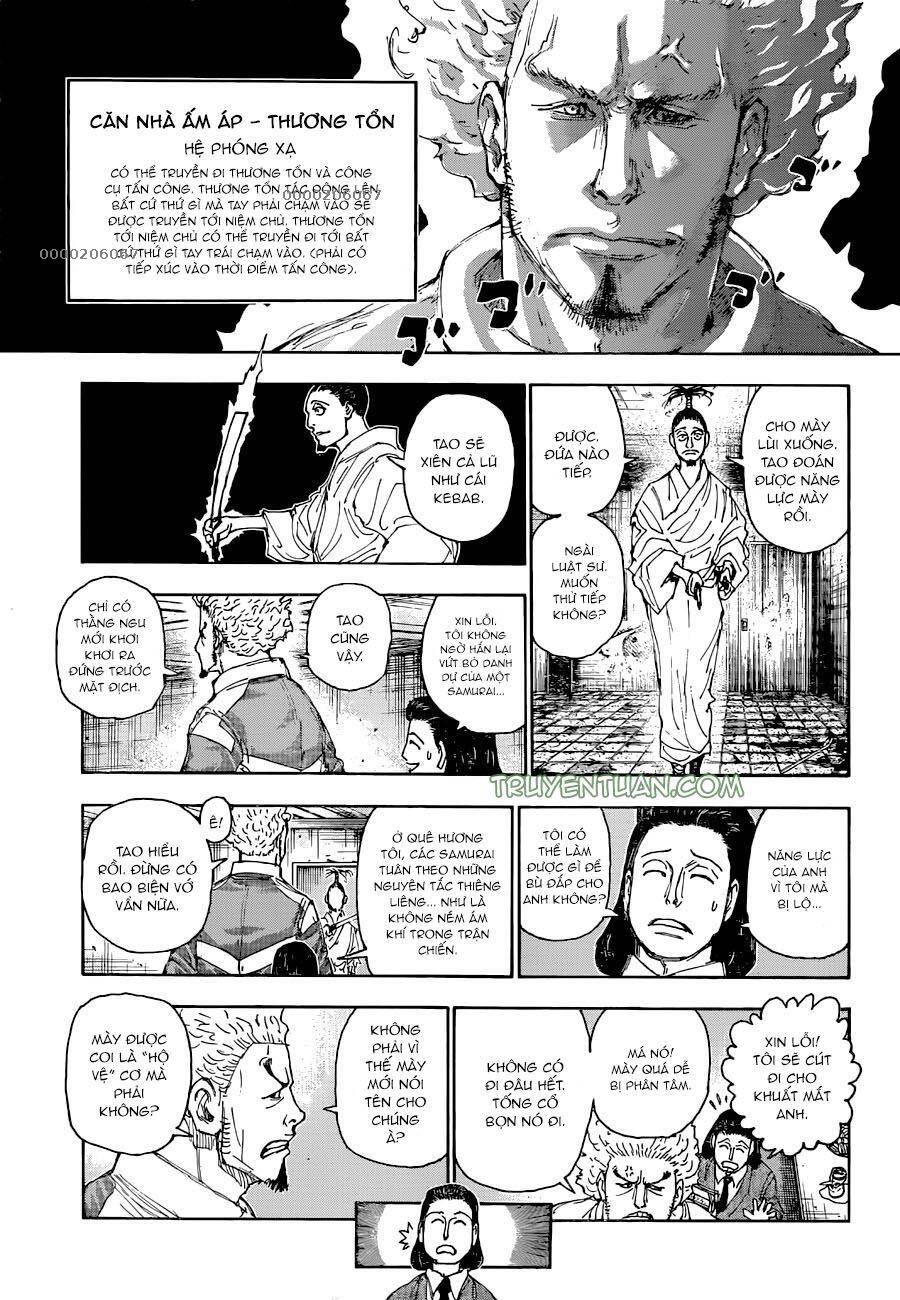 CĂN NHÀ ẤM ÁP - THƯƠNG TỔN
HỆ PHÓNG XẠ
CÓ THỂ TRUYỀN ĐI THƯƠNG TỔN VÀ CÔNG
CỤ TẤN CÔNG. THƯƠNG TỔN TÁC ĐỘNG LÊN
BẤT CỨ THỨ GÌ MÀ TAY PHẢI CHẠM VÀO SẼ
0000206067
ĐƯỢC TRUYỀN TỚI NIỆM CHỦ. THƯƠNG TỔN
TỚI NIỆM CHỦ CÓ THỂ TRUYỀN ĐI TỚI BẤT
0000206067
CỨ THỨ GÌ TAY TRÁI CHẠM VÀO. (PHẢI CÓ
TIẾP XÚC VÀO THỜI ĐIỂM TẤN CÔNG).
ゴ
ゴ
ゴ
ゴ
CHO MÀY
LÙI XUỐNG.
TAO ĐOÁN
ĐƯỢC NĂNG
LỰC MÀY
RỒI.
ĐƯỢC.
ĐỨA NÀO
TIẾP.
NGÀI
LUẬT SƯ.
MUỐN
THỬ TIẾP
KHÔNG?
TAO SẼ
XIÊN CẢ LŨ
NHƯ CÁI
KEBAB.
XIN LỖI.
TÔI KHÔNG
NGỜ HẮN LẠI
VỨT BỎ DANH
DỰ CỦA MỘT
SAMURAI...
TAO
CŨNG
VẬY.
CHỈ CÓ
THẰNG NGU
MỚI KHƠI
KHƠI RA
ĐỨNG TRƯỚC
MẶT ĐỊCH.
TRUYENTUAN.COM
NĂNG LỰC
CỦA ANH
VÌ TÔI MÀ
BỊ LỘ...
TÔI CÓ
THỂ LÀM
ĐƯỢC GÌ ĐỂ
BÙ ĐẮP CHO
ANH KHÔNG?
Ở QUÊ HƯƠNG
TÔI, CÁC SAMURAI
TUÂN THEO NHỮNG
NGUYÊN TẮC THIÊNG
LIÊNG... NHƯ LÀ
KHÔNG NÉM ÁM
KHÍ TRONG TRẬN
CHIẾN.
Ê!
TAO HIỂU
RỒI. ĐỪNG CÓ
BAO BIỆN VỚ
VẨN NỮA.
XIN LỖI!
TÔI SẼ CÚT
ĐI CHO
KHUẤT MẮT
ANH.
MÁ NÓ!
MÀY QUÁ DỄ
BỊ PHÂN TÂM.
KHÔNG CÓ
ĐI ĐÂU HẾT.
TỐNG CỔ
BỌN NÓ ĐI.
KHÔNG
PHẢI VÌ
THẾ MÀY
MỚI NÓI
TÊN CHO
CHÚNG
À?
MÀY ĐƯỢC
COI LÀ "HỘ
VỆ" CƠ MÀ
PHẢI
KHÔNG?